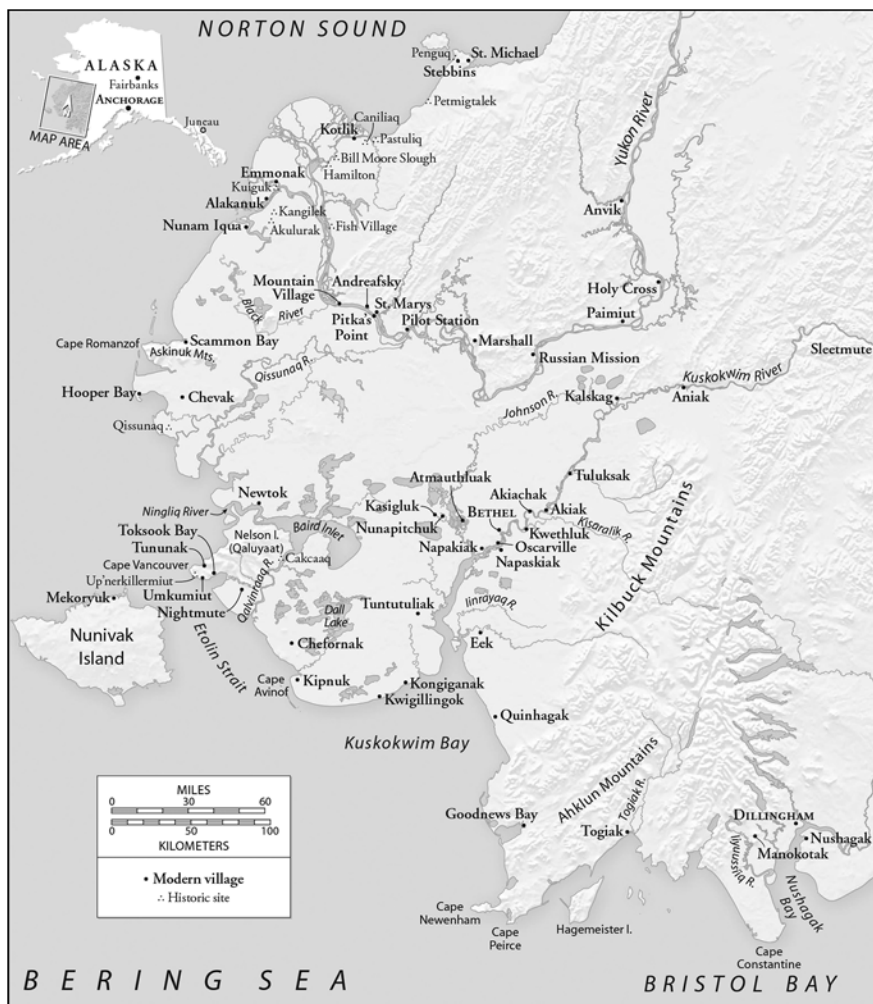 NORTON SOUND
ALASKA
Fairbanks
ANCHORAGE
Juneau
MAP AREA
Penguq
St. Michael
Stebbins
Petmigtalek
Caniliaq
Kotlik
Pastuliq
Bill Moore Slough
Hamilton
Emmonak
Kuiguk
Alakanuk
Kangilek
Nunam Iqua
Akulurak
Fish Village
Yukon River
Anvik
Mountain
Village
Andreafsky
St. Marys
Holy Cross
Black
River
Pitka's
Point
Pilot Station
Paimiut
Cape Romanzof
Scammon Bay
Askinuk Mts.
Marshall
Russian Mission
Sleetmute
Qissunaq R.
Kuskokwim River
Hooper Bay
Chevak
Johnson R.
Kalskag
Aniak
Qissunaq
Tuluksak
Newtok
Kasigluk
Atmauthluak
Akiachak
Akiak
Ningliq River
Baird Inlet
Nunapitchuk
BETHEL
Kwethluk
Kisaralik R.
Kilbuck Mountains
Toksook Bay
Nelson I.
(Qaluyaat)
Tununak
Cakcaaq
Napakiak
Oscarville
Napaskiak
Cape Vancouver
Up'nerkillermiut
Umkumiut
Nightmute
Qalvinraaq R.
Mekoryuk
Dall
Lake
Tuntutuliak
Iinrayaq R.
Nunivak
Island
Etolin Strait
Chefornak
Eek
Cape
Avinof
Kipnuk
Kongiganak
Kwigillingok
Quinhagak
Kuskokwim Bay
MILES
0 30 60
0 50 100
KILOMETERS
Modern village
Historic site
Ahklun Mountains
Togiak R.
Goodnews Bay
Togiak
DILLINGHAM
Nushagak
Manokotak
Iiyuussiiq R.
Nushagak
Bay
Cape
Newenham
Cape
Peirce
Hagemeister I.
Cape
Constantine
BERING SEA
BRISTOL BAY